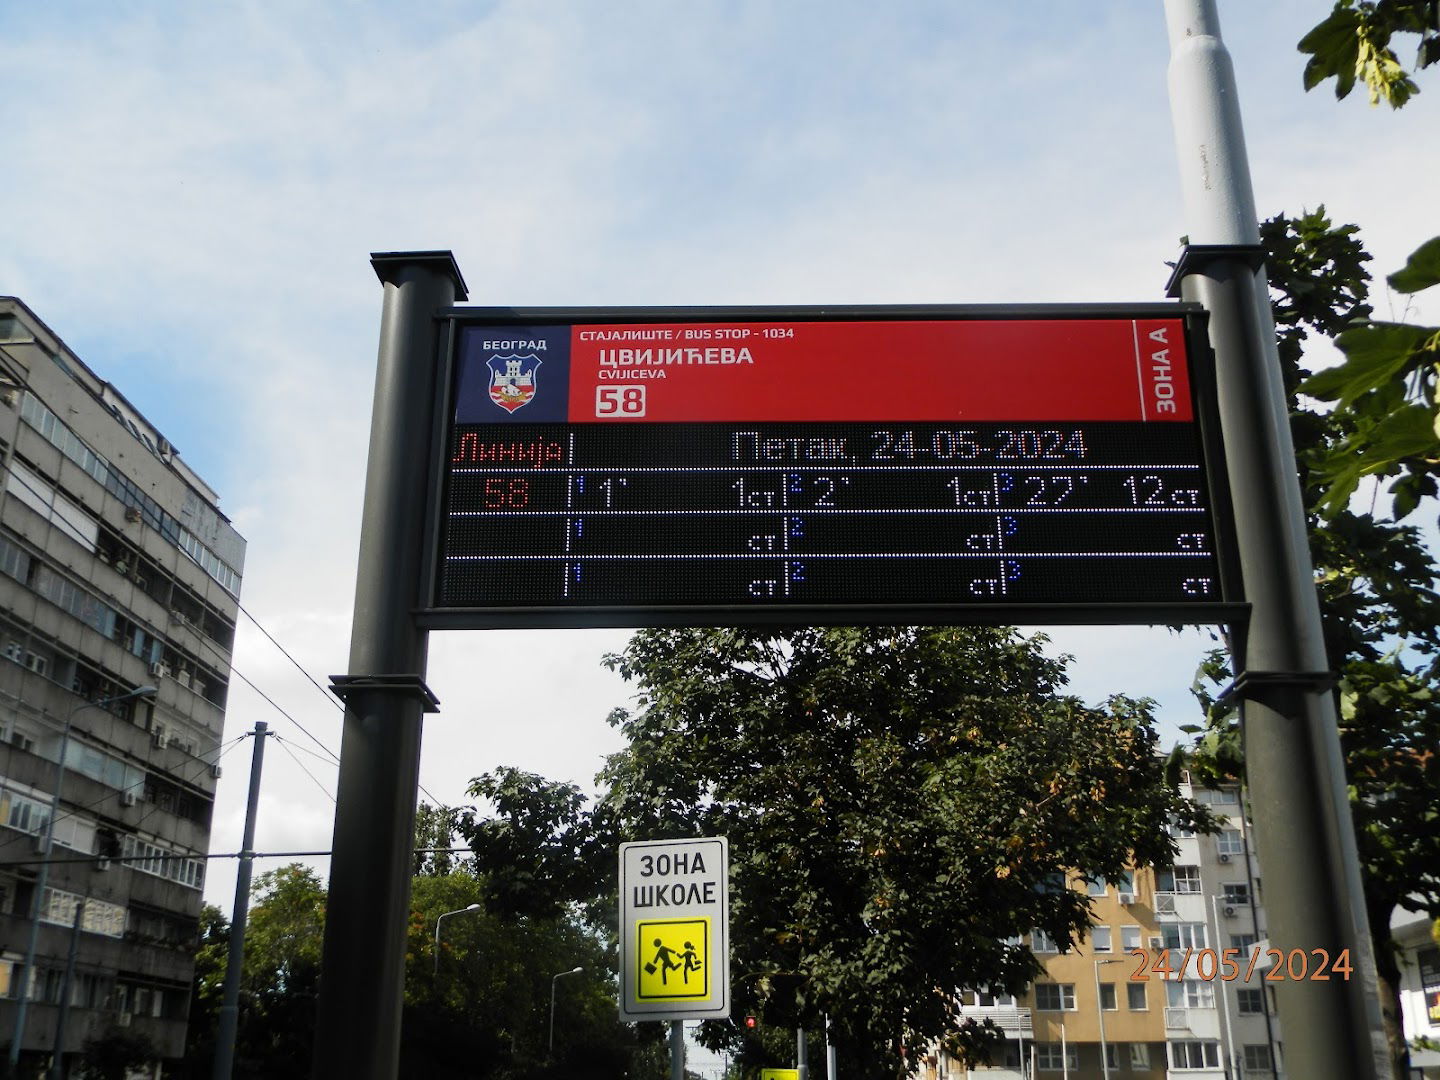 БЕОГРАД
СТАЈАЛИШТЕ / BUS STOP - 1034
ЦВИЈИЋЕВА
CVIJICEVA
58
ЗОНА А
Линија Петак, 24-05-2024
58 1 1' 1ст 2 2' 1ст 3 27' 12ст
1 ст 2 ст 3 ст
1 ст 2 ст 3 ст
ЗОНА
ШКОЛЕ
24/05/2024